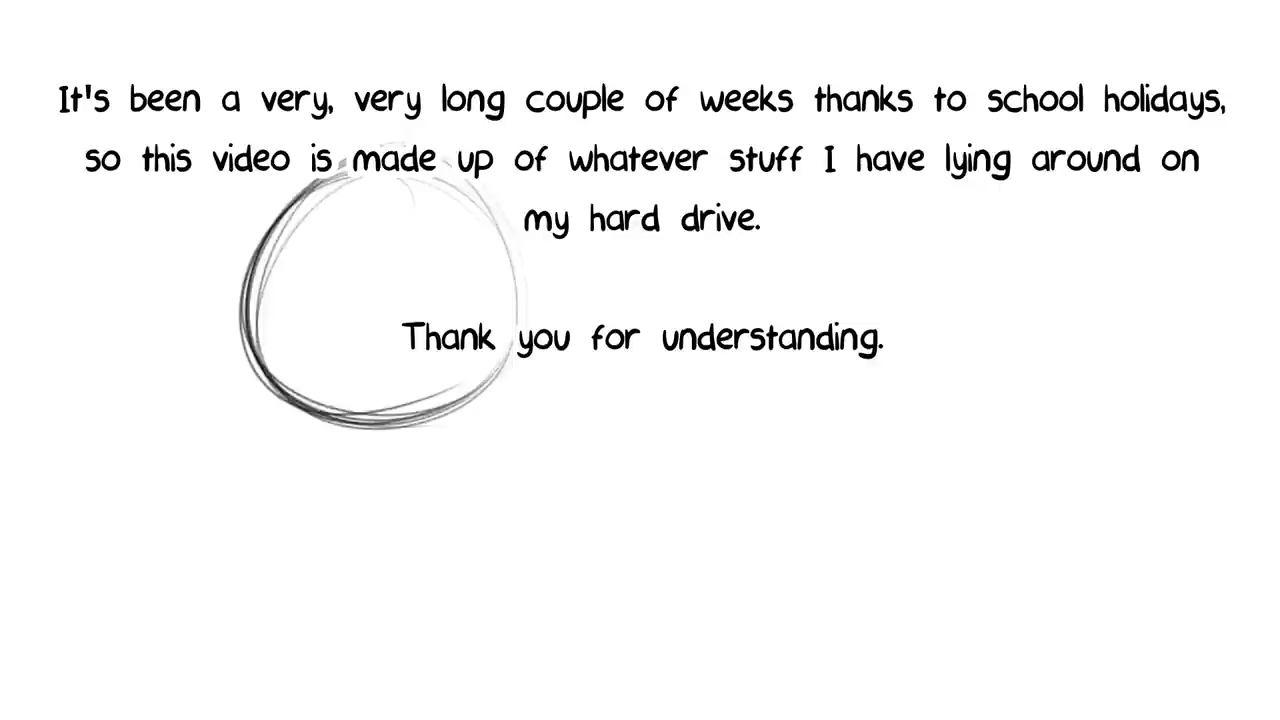 It's been a very, very long couple of weeks thanks to school holidays,
so this video is made up of whatever stuff I have lying around on
my hard drive.
Thank you for understanding.